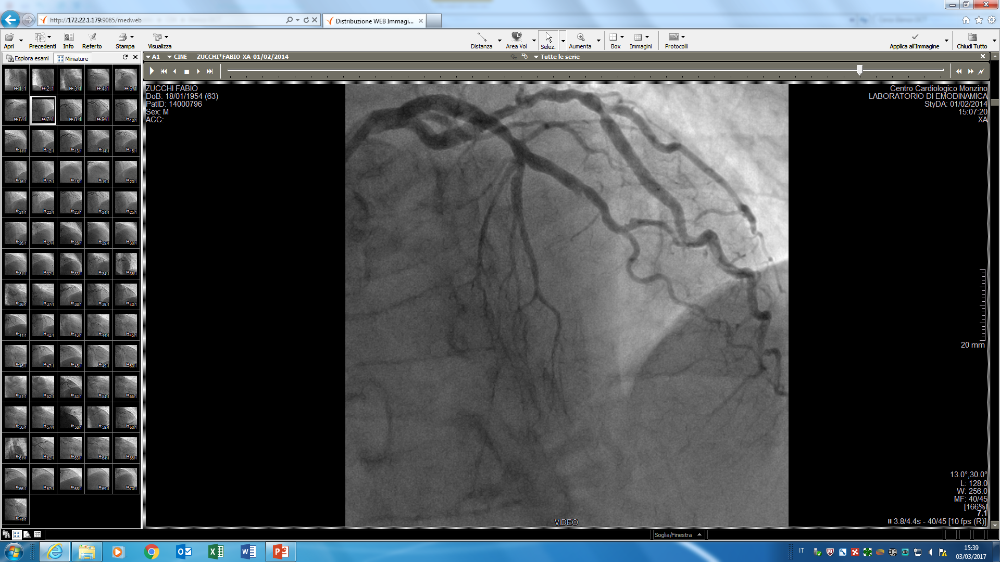 http://172.22.1.179:9085/medweb
Distribuzione WEB Immagi...
Apri Precedenti Info Referto Stampa Visualizza
Distanza Area Vol Selez. Aumenta Box Immagini Protocolli Applica all'Immagine Chiudi Tutto
Esplora esami Miniature
A1 CINE ZUCCHI*FABIO-XA-01/02/2014 Tutte le serie
ZUCCHI FABIO
DoB: 18/01/1954 (63)
PatID: 14000796
Sex: M
ACC:
Centro Cardiologico Monzino
LABORATORIO DI EMODINAMICA
StyDA: 01/02/2014
15:07:20
XA
1.1 2.1 3.1 4.1 5.1
6.1 7.1 8.1 9.1 10.1
11.1 12.1 13.1 14.1 15.1
16.1 17.1 18.1 19.1 20.1
21.1 22.1 23.1 24.1 25.1
26.1 27.1 28.1 29.1 30.1
31.1 32.1 33.1 34.1 35.1
36.1 37.1 38.1 39.1 40.1
41.1 42.1 43.1 44.1 45.1
46.1 47.1 48.1 49.1 50.1
51.1 52.1 53.1 54.1 55.1
56.1 57.1 58.1 59.1 60.1
61.1 62.1 63.1 64.1 65.1
66.1 67.1 68.1 69.1 70.1
71.1
20 mm
13.0°,30.0°
L: 128.0
W: 256.0
MF: 40/45
[166%]
7.1
3.8/4.4s - 40/45 [10 fps (R)]
VIDEO
Soglia/Finestra
IT
15:39
03/03/2017